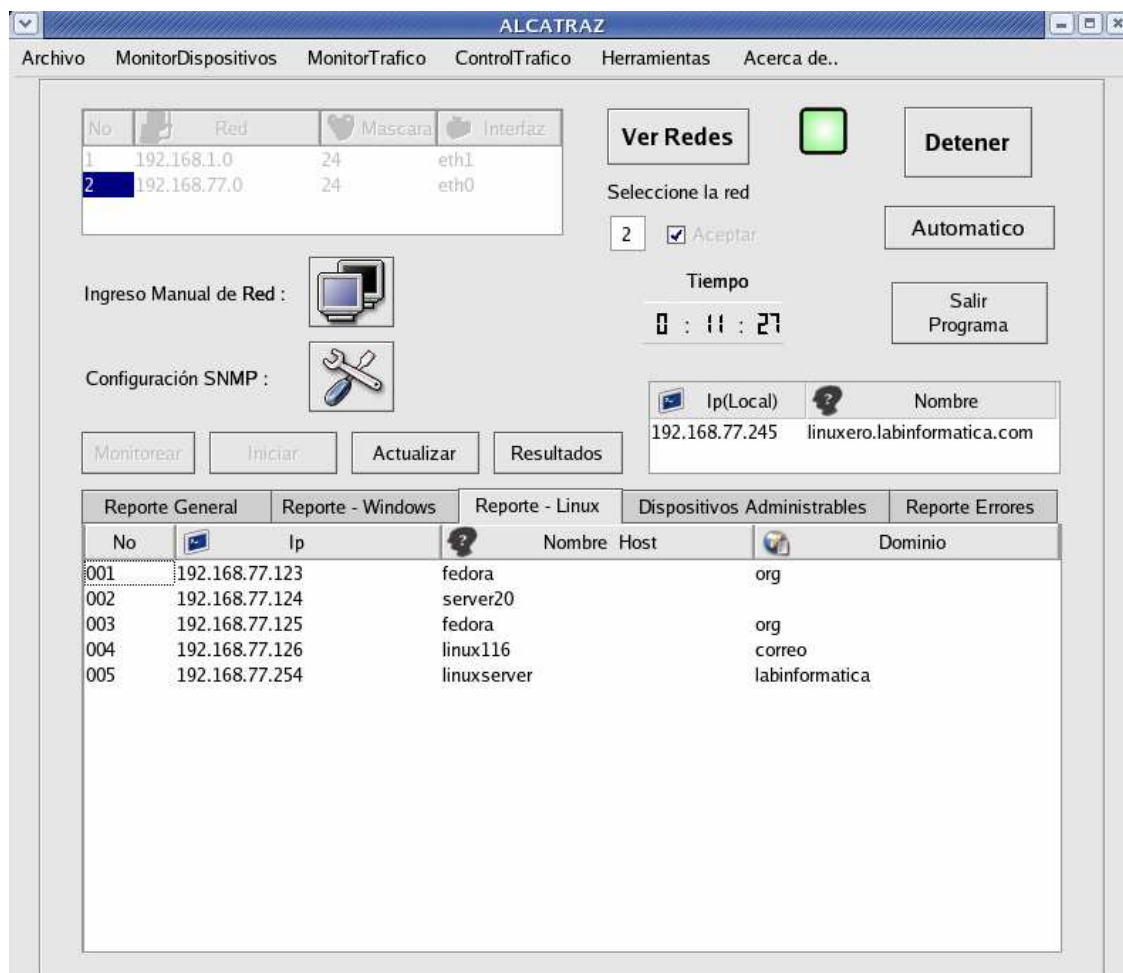 ALCATRAZ
Archivo MonitorDispositivos MonitorTrafico ControlTrafico Herramientas Acerca de..
No Red Mascara Interfaz
1 192.168.1.0 24 eth1
2 192.168.77.0 24 eth0
Ver Redes
Detener
Seleccione la red
2 Aceptar
Automatico
Ingreso Manual de Red :
Tiempo
0 : 11 : 27
Salir
Programa
Configuración SNMP :
Ip(Local) Nombre
192.168.77.245 linuxero.labinformatica.com
Monitorear Iniciar Actualizar Resultados
Reporte General Reporte - Windows Reporte - Linux Dispositivos Administrables Reporte Errores
No Ip Nombre Host Dominio
001 192.168.77.123 fedora org
002 192.168.77.124 server20
003 192.168.77.125 fedora org
004 192.168.77.126 linux116 correo
005 192.168.77.254 linuxserver labinformatica